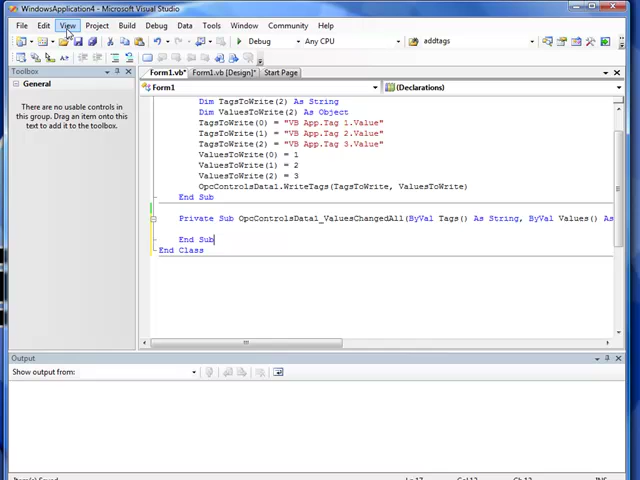 WindowsApplication4 - Microsoft Visual Studio
File Edit View Project Build Debug Data Tools Window Community Help
Debug Any CPU addtags
Toolbox
Form1.vb* Form1.vb [Design]* Start Page
General
Form1 (Declarations)
There are no usable controls in
this group. Drag an item onto this
text to add it to the toolbox.
Dim TagsToWrite(2) As String
Dim ValuesToWrite(2) As Object
TagsToWrite(0) = "VB App.Tag 1.Value"
TagsToWrite(1) = "VB App.Tag 2.Value"
TagsToWrite(2) = "VB App.Tag 3.Value"
ValuesToWrite(0) = 1
ValuesToWrite(1) = 2
ValuesToWrite(2) = 3
OpcControlsData1.WriteTags(TagsToWrite, ValuesToWrite)
End Sub
Private Sub OpcControlsData1_ValuesChangedAll(ByVal Tags() As String, ByVal Values() As
End Sub
End Class
Output
Show output from:
Ln 17